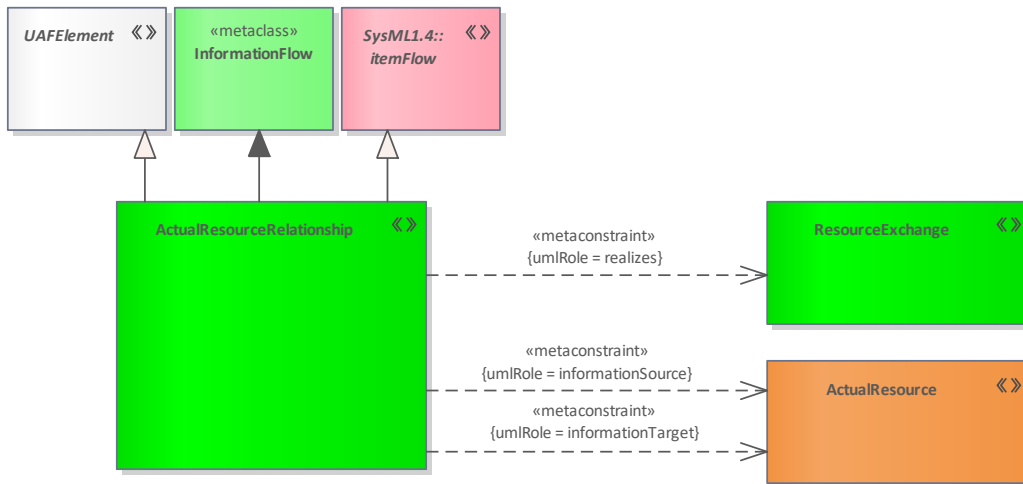 UAFElement «»
«metaclass»
InformationFlow
SysML1.4:: «»
itemFlow
ActualResourceRelationship «»
«metaconstraint»
{umlRole = realizes}
ResourceExchange «»
«metaconstraint»
{umlRole = informationSource}
«metaconstraint»
{umlRole = informationTarget}
ActualResource «»